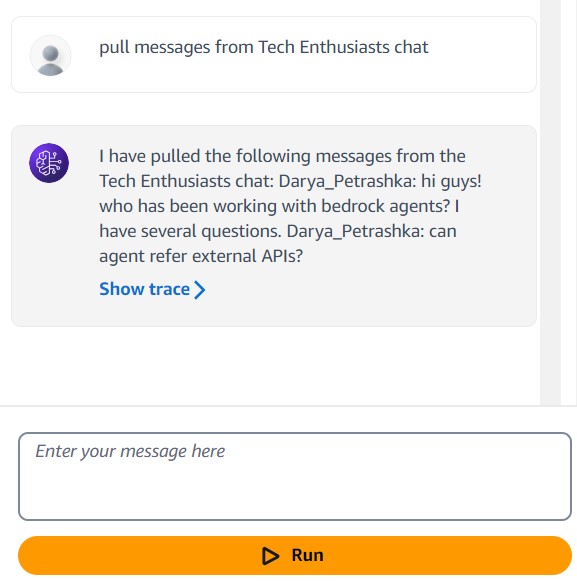 pull messages from Tech Enthusiasts chat
I have pulled the following messages from the
Tech Enthusiasts chat: Darya_Petrashka: hi guys!
who has been working with bedrock agents? I
have several questions. Darya_Petrashka: can
agent refer external APIs?
Show trace
Enter your message here
Run